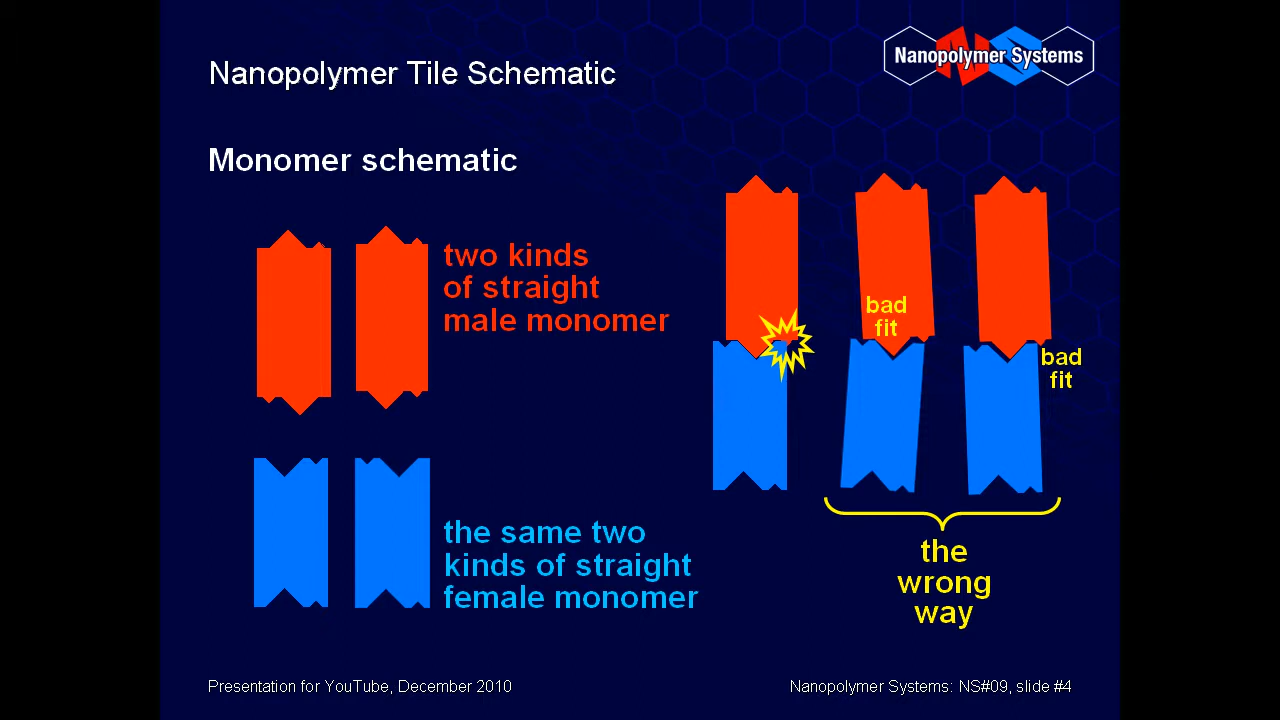 Nanopolymer Systems
Nanopolymer Tile Schematic
Monomer schematic
two kinds
of straight
male monomer
bad
fit
bad
fit
the same two
kinds of straight
female monomer
the
wrong
way
Presentation for YouTube, December 2010
Nanopolymer Systems: NS#09, slide #4